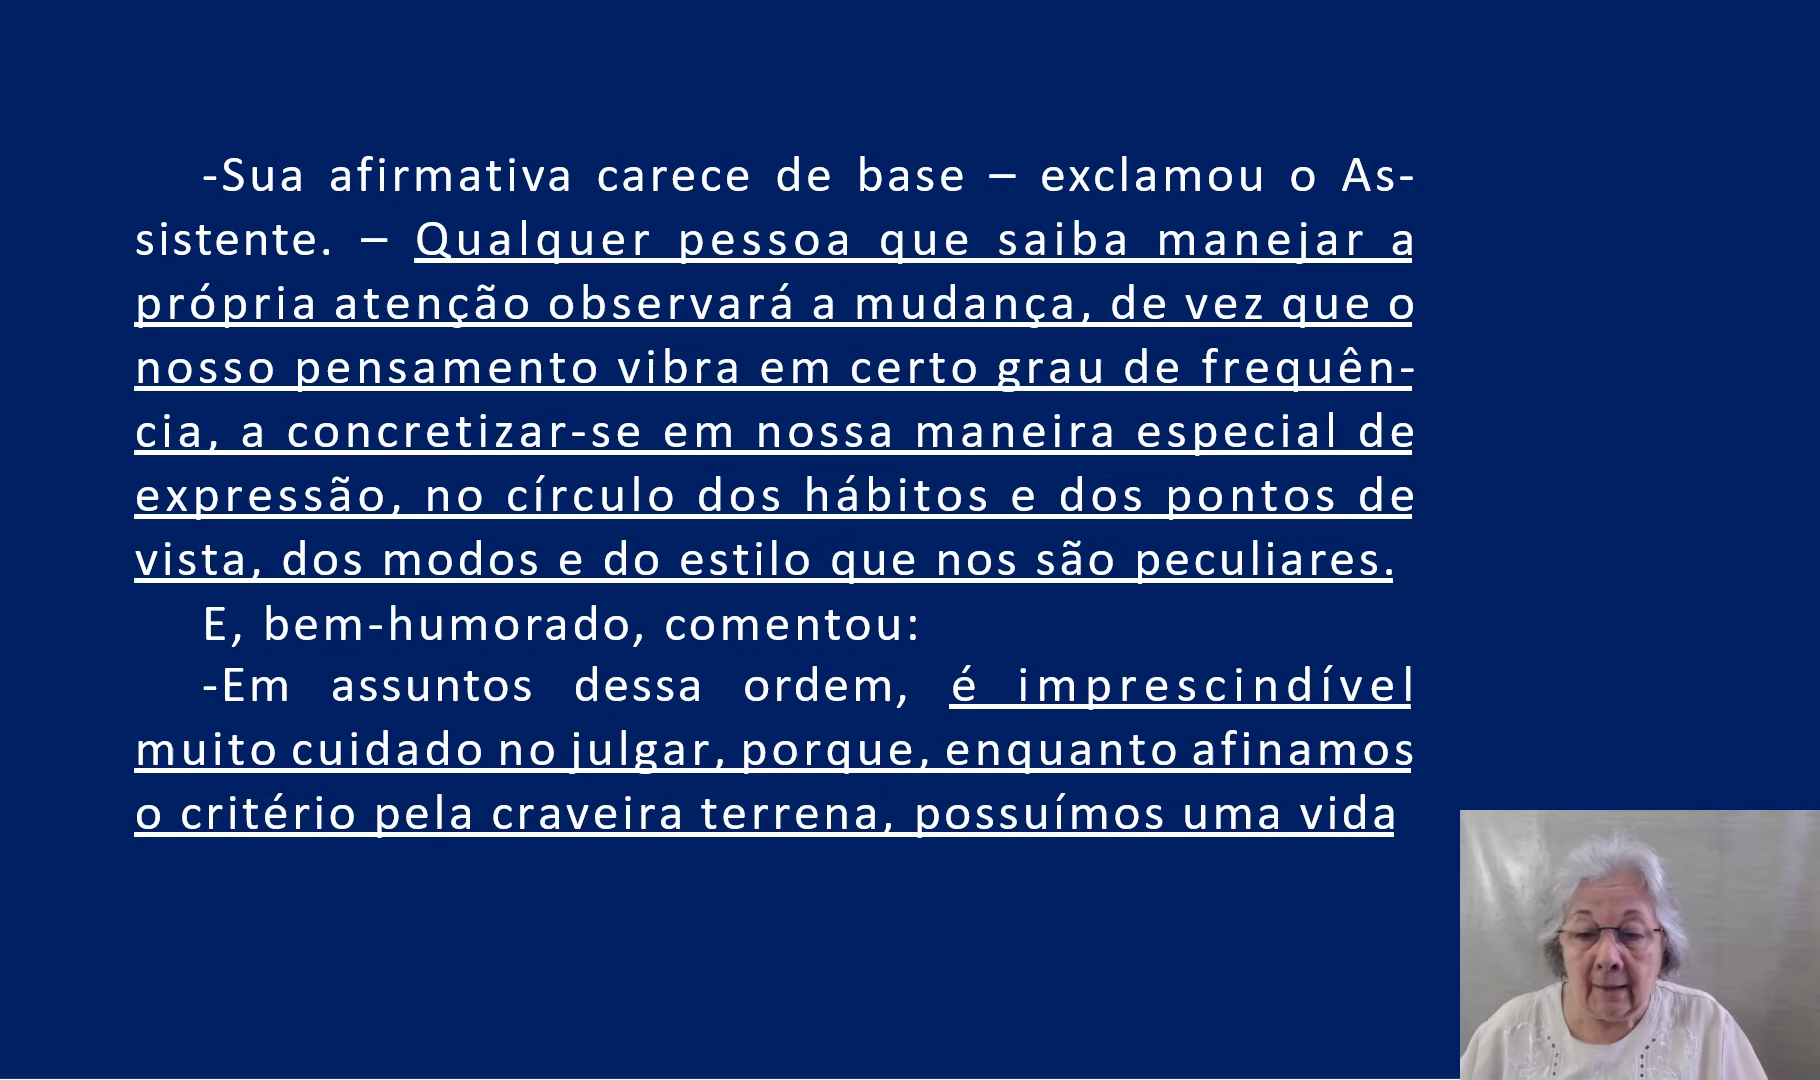 -Sua afirmativa carece de base – exclamou o As-
sistente. – Qualquer pessoa que saiba manejar a
própria atenção observará a mudança, de vez que o
nosso pensamento vibra em certo grau de frequên-
cia, a concretizar-se em nossa maneira especial de
expressão, no círculo dos hábitos e dos pontos de
vista, dos modos e do estilo que nos são peculiares.
E, bem-humorado, comentou:
-Em assuntos dessa ordem, é imprescindível
muito cuidado no julgar, porque, enquanto afinamos
o critério pela craveira terrena, possuímos uma vida